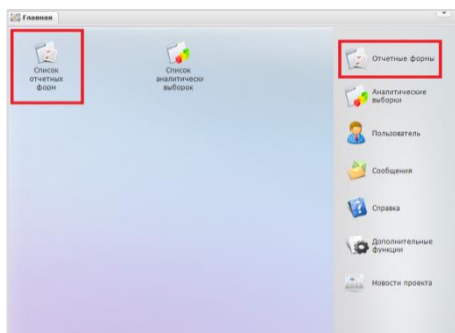 Главная
Список
отчетных
форм
Список
аналитически
выборок
Отчетные формы
Аналитические
выборки
Пользователь
Сообщения
Справка
Дополнительные
функции
Новости проекта